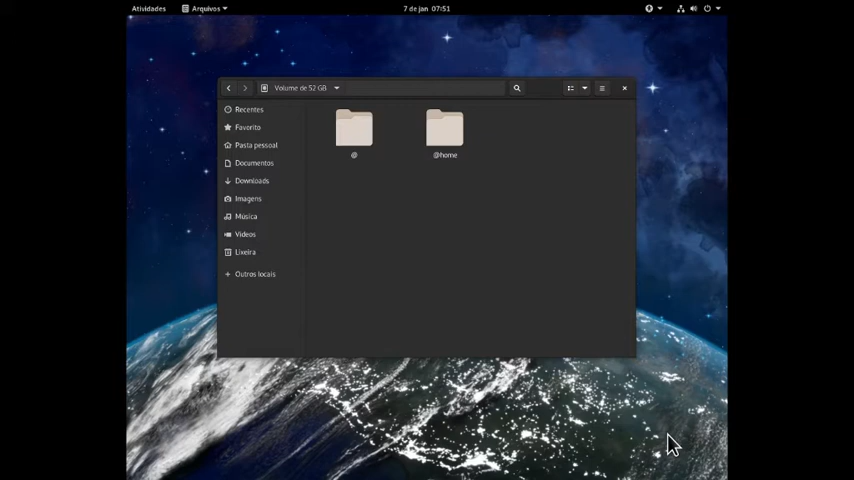 Atividades Arquivos 7 de jan 07:51
Volume de 52 GB
Recentes
Favorito
Pasta pessoal
Documentos
Downloads
Imagens
Música
Vídeos
Lixeira
Outros locais
@
@home